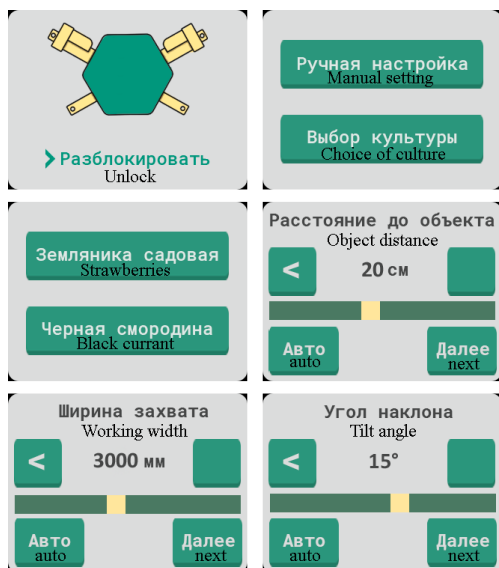 > Разблокировать
Unlock
Ручная настройка
Manual setting
Выбор культуры
Choice of culture
Земляника садовая
Strawberries
Черная смородина
Black currant
Расстояние до объекта
Object distance
< 20 см
Авто Далее
auto next
Ширина захвата
Working width
< 3000 мм
Авто Далее
auto next
Угол наклона
Tilt angle
< 15°
Авто Далее
auto next